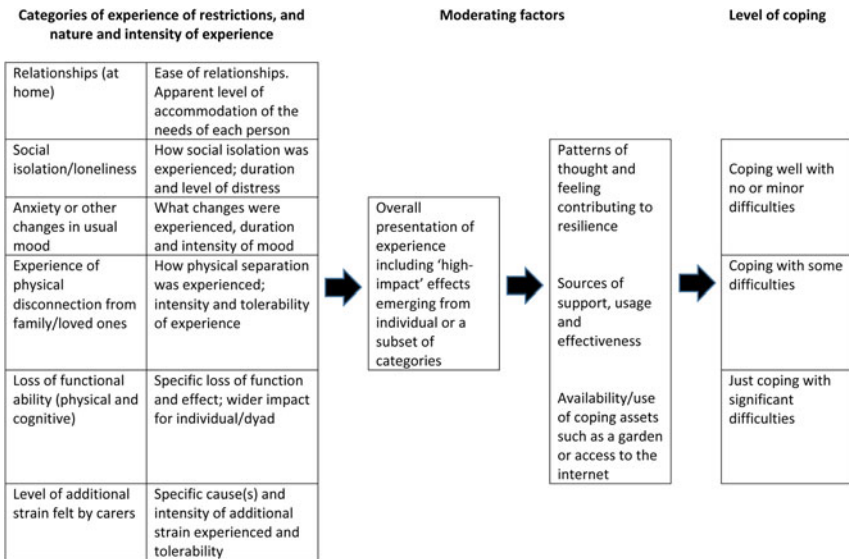 Categories of experience of restrictions, and
nature and intensity of experience
Moderating factors
Level of coping
Relationships (at
home)
Ease of relationships.
Apparent level of
accommodation of the
needs of each person
Social
isolation/loneliness
How social isolation was
experienced; duration
and level of distress
Anxiety or other
changes in usual
mood
What changes were
experienced, duration
and intensity of mood
Experience of
physical
disconnection from
family/loved ones
How physical separation
was experienced;
intensity and tolerability
of experience
Loss of functional
ability (physical and
cognitive)
Specific loss of function
and effect; wider impact
for individual/dyad
Level of additional
strain felt by carers
Specific cause(s) and
intensity of additional
strain experienced and
tolerability
Overall
presentation of
experience
including ‘high-
impact’ effects
emerging from
individual or a
subset of
categories
Patterns of
thought and
feeling
contributing to
resilience
Sources of
support, usage
and
effectiveness
Availability/use
of coping assets
such as a garden
or access to the
internet
Coping well with
no or minor
difficulties
Coping with some
difficulties
Just coping with
significant
difficulties